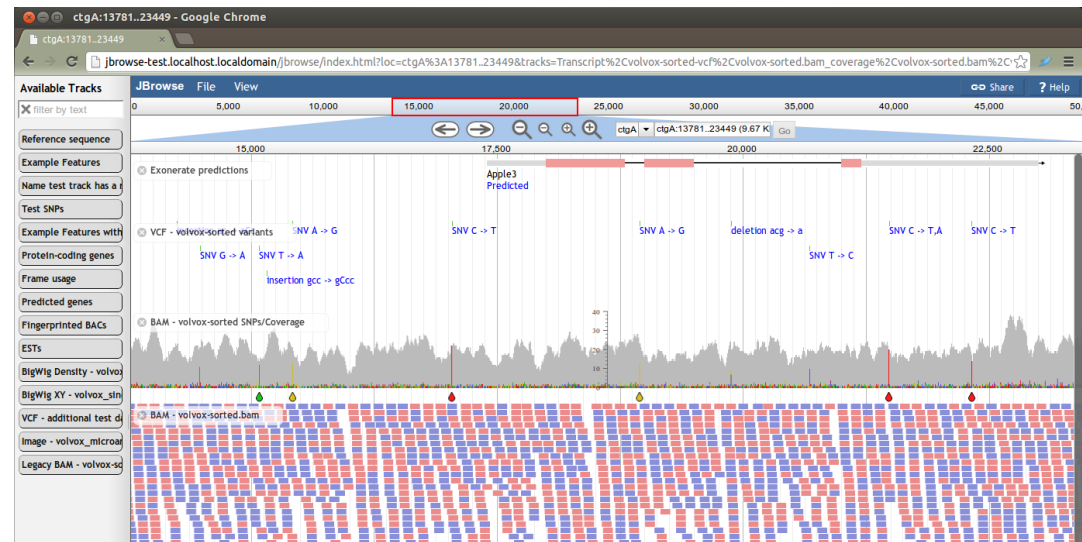 ctgA:13781..23449 - Google Chrome
ctgA:13781..23449
jbrowse-test.localhost.localdomain/jbrowse/index.html?loc=ctgA%3A13781..23449&tracks=Transcript%2Cvolvox-sorted-vcf%2Cvolvox-sorted.bam_coverage%2Cvolvox-sorted.bam%2C
Available Tracks
filter by text
Reference sequence
Example Features
Name test track has a
Test SNPs
Example Features with
Protein-coding genes
Frame usage
Predicted genes
Fingerprinted BACs
ESTs
BigWig Density - volvox
BigWig XY - volvox_sin
VCF - additional test da
Image - volvox_microar
Legacy BAM - volvox-so
JBrowse File View Share ? Help
0 5,000 10,000 15,000 20,000 25,000 30,000 35,000 40,000 45,000 50,
ctgA ctgA:13781..23449 (9.67 K Go
15,000 17,500 20,000 22,500
Exonerate predictions
Apple3
Predicted
VCF - volvox-sorted variants
SNV A -> G SNV C -> T SNV A -> G deletion acg -> a SNV C -> T,A SNV C -> T
SNV G -> A SNV T -> A SNV T -> C
insertion gcc -> gCcc
BAM - volvox-sorted SNPs/Coverage
40
30
20
10
0
BAM - volvox-sorted.bam